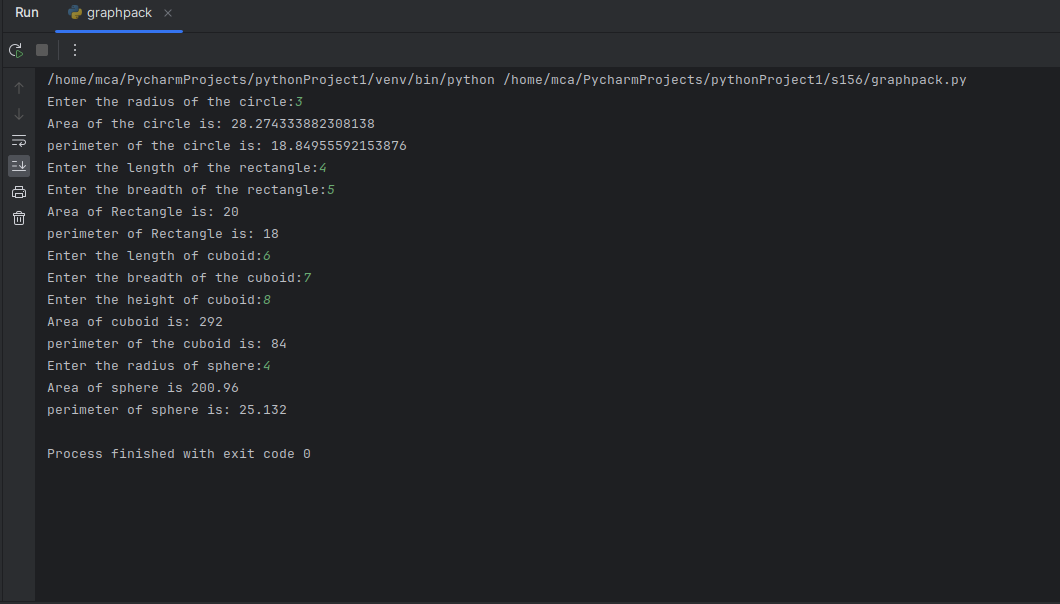 Run graphpack
/home/mca/PycharmProjects/pythonProject1/venv/bin/python /home/mca/PycharmProjects/pythonProject1/s156/graphpack.py
Enter the radius of the circle:3
Area of the circle is: 28.274333882308138
perimeter of the circle is: 18.84955592153876
Enter the length of the rectangle:4
Enter the breadth of the rectangle:5
Area of Rectangle is: 20
perimeter of Rectangle is: 18
Enter the length of cuboid:6
Enter the breadth of the cuboid:7
Enter the height of cuboid:8
Area of cuboid is: 292
perimeter of the cuboid is: 84
Enter the radius of sphere:4
Area of sphere is 200.96
perimeter of sphere is: 25.132
Process finished with exit code 0